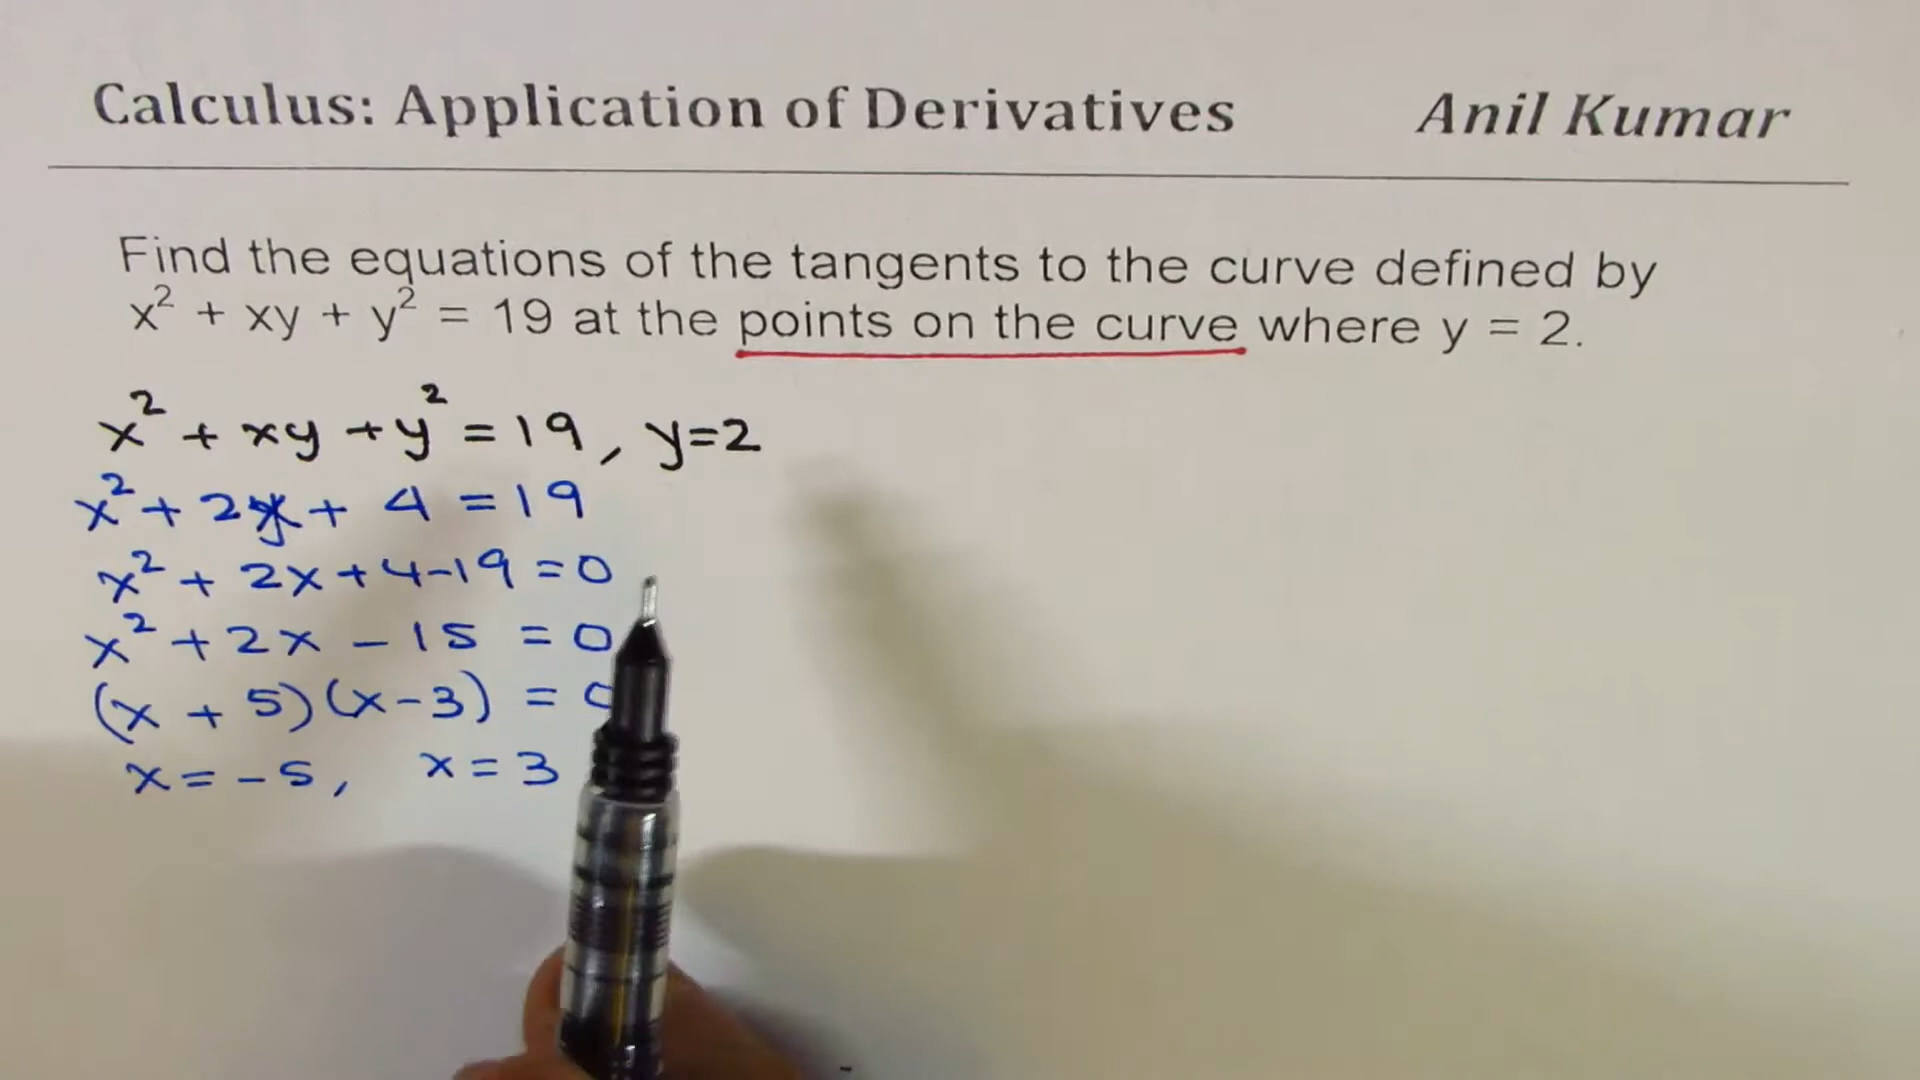 Calculus: Application of Derivatives Anil Kumar
Find the equations of the tangents to the curve defined by
x² + xy + y² = 19 at the points on the curve where y = 2.
x² + xy + y² = 19, y=2
x² + 2x + 4 = 19
x² + 2x + 4-19 = 0
x² + 2x - 15 = 0
(x + 5)(x-3) = 0
x = -5, x = 3